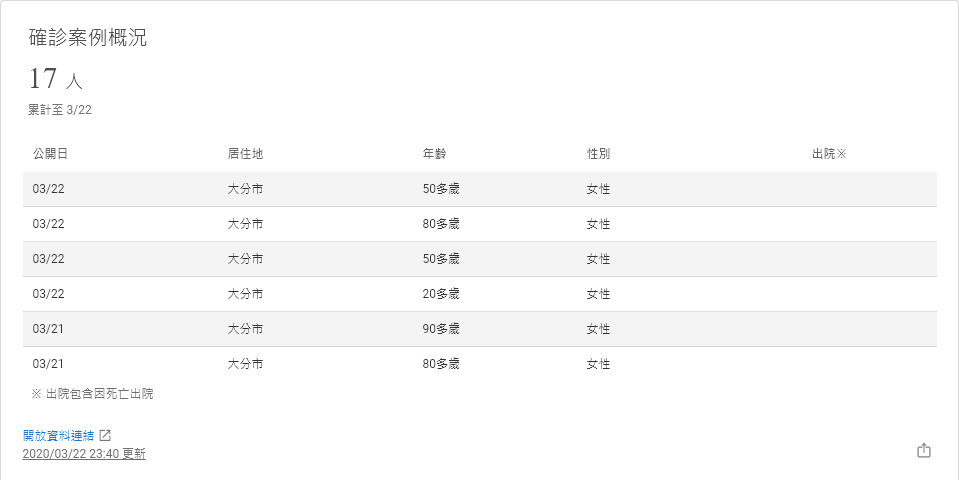 確診案例概況
17 人
累計至 3/22
公開日 居住地 年齡 性別 出院※
03/22 大分市 50多歲 女性
03/22 大分市 80多歲 女性
03/22 大分市 50多歲 女性
03/22 大分市 20多歲 女性
03/21 大分市 90多歲 女性
03/21 大分市 80多歲 女性
※ 出院包含因死亡出院
開放資料連結
2020/03/22 23:40 更新